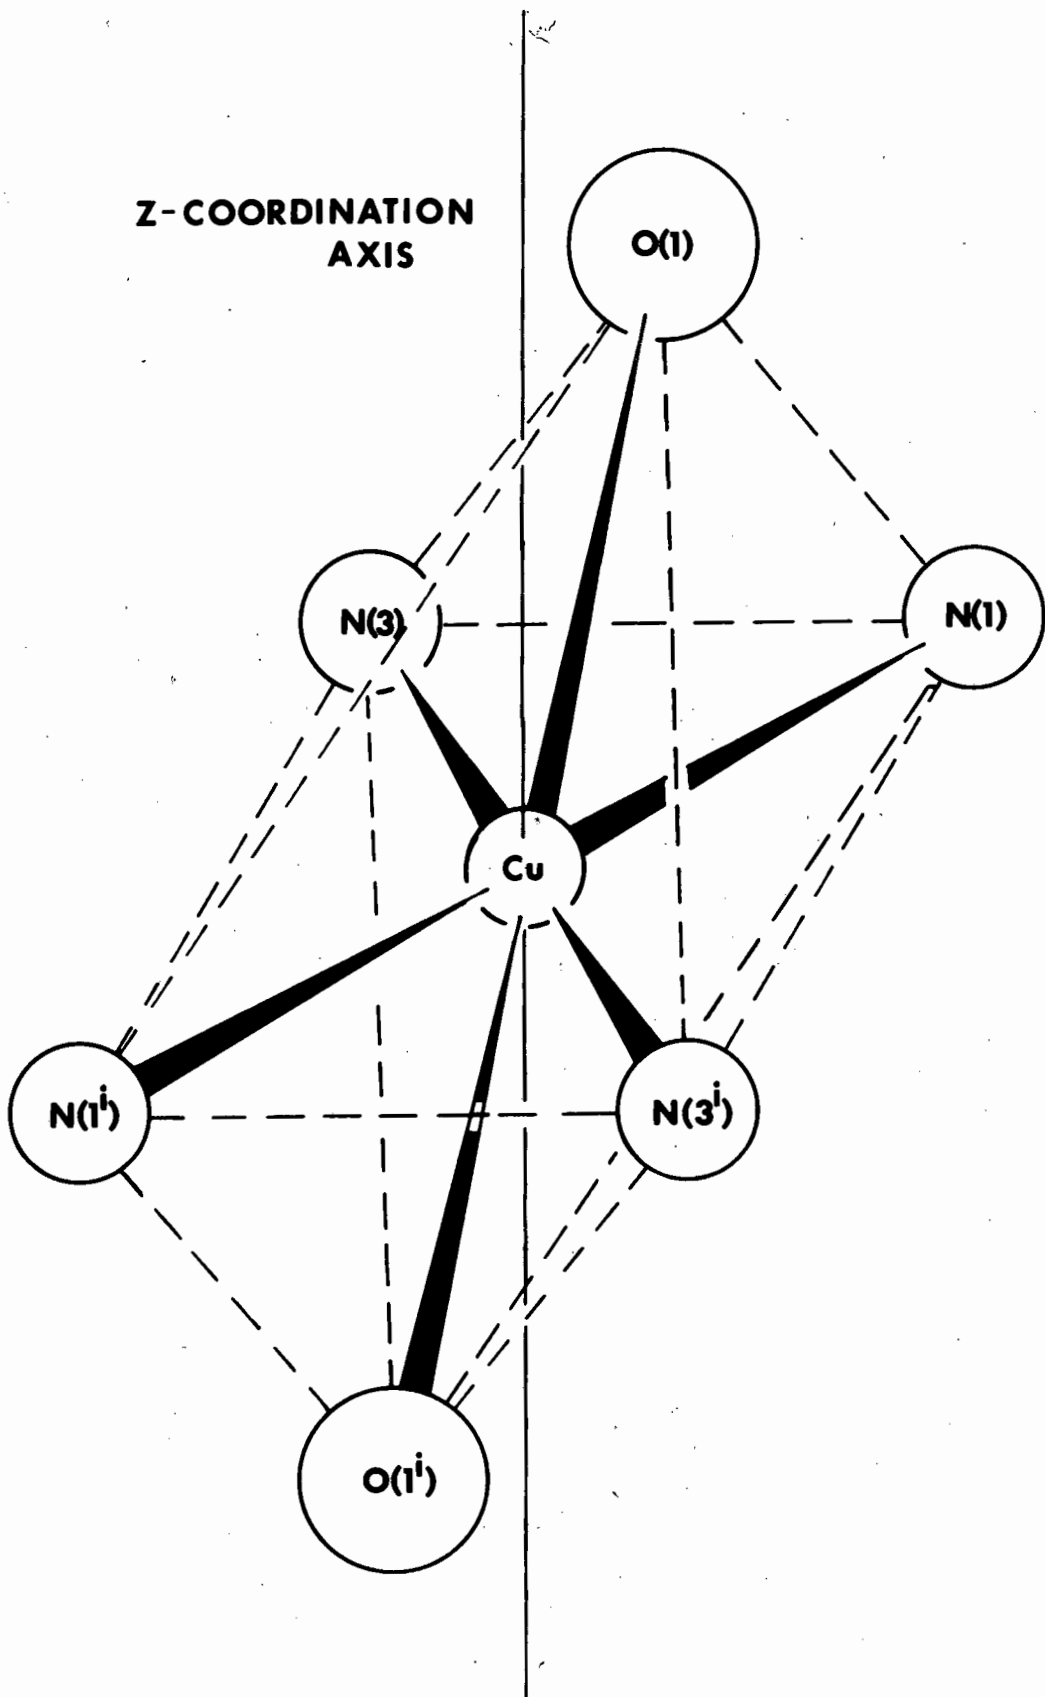 Z-COORDINATION
AXIS
O(1)
N(3)
N(1)
Cu
N(1ⁱ)
N(3ⁱ)
O(1ⁱ)